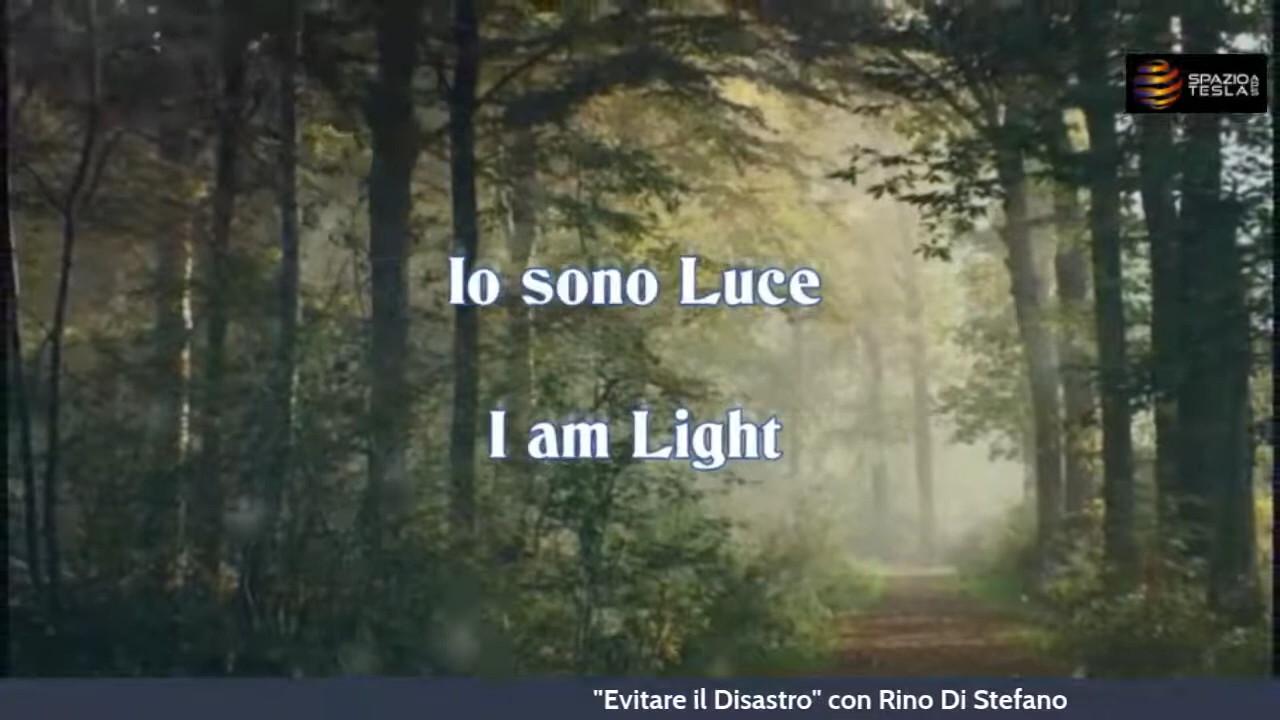 SPAZIO
TESLA
Io sono Luce
I am Light
"Evitare il Disastro" con Rino Di Stefano